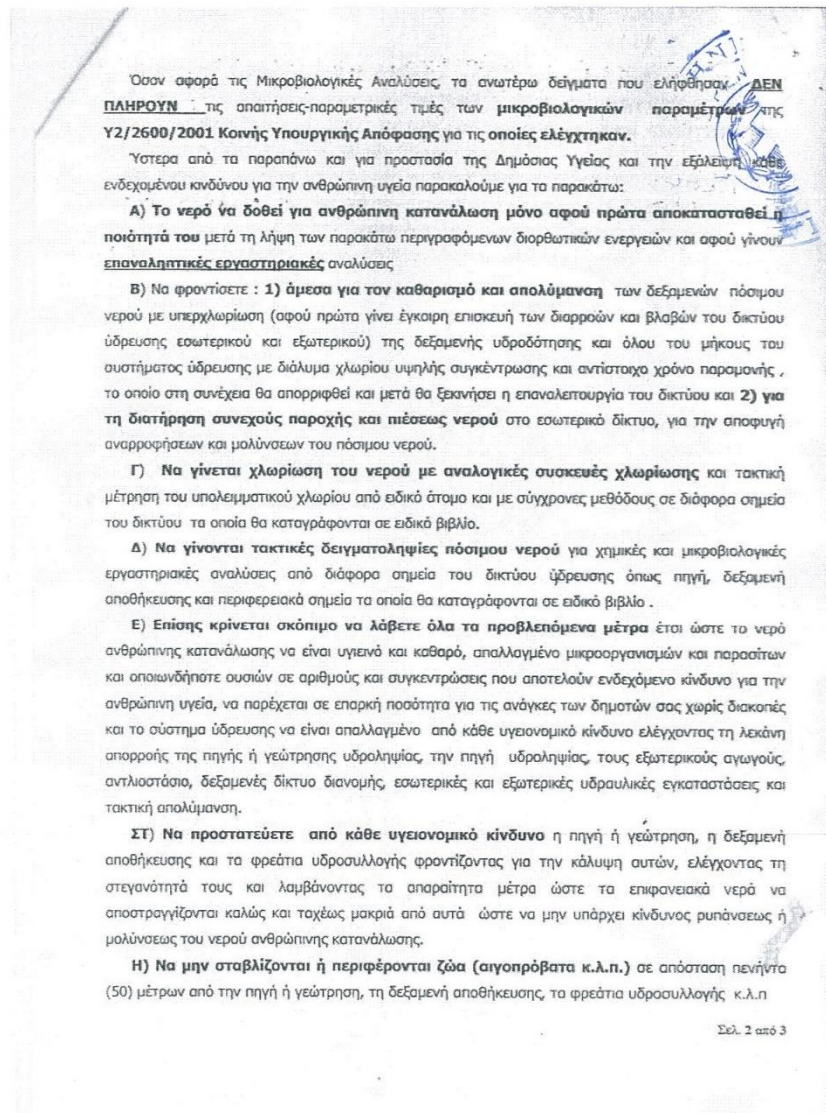 Όσον αφορά τις Μικροβιολογικές Αναλύσεις, τα ανωτέρω δείγματα που ελήφθησαν ΔΕΝ
ΠΛΗΡΟΥΝ τις απαιτήσεις-παραμετρικές τιμές των μικροβιολογικών παραμέτρων της
Υ2/2600/2001 Κοινής Υπουργικής Απόφασης για τις οποίες ελέγχτηκαν.
Ύστερα από τα παραπάνω και για προστασία της Δημόσιας Υγείας και την εξάλειψη κάθε
ενδεχομένου κινδύνου για την ανθρώπινη υγεία παρακαλούμε για τα παρακάτω:
Α) Το νερό να δοθεί για ανθρώπινη κατανάλωση μόνο αφού πρώτα αποκατασταθεί η
ποιότητά του μετά τη λήψη των παρακάτω περιγραφόμενων διορθωτικών ενεργειών και αφού γίνουν
επαναληπτικές εργαστηριακές αναλύσεις
Β) Να φροντίσετε : 1) άμεσα για τον καθαρισμό και απολύμανση των δεξαμενών πόσιμου
νερού με υπερχλωρίωση (αφού πρώτα γίνει έγκαιρη επισκευή των διαρροών και βλαβών του δικτύου
ύδρευσης εσωτερικού και εξωτερικού) της δεξαμενής υδροδότησης και όλου του μήκους του
συστήματος ύδρευσης με διάλυμα χλωρίου υψηλής συγκέντρωσης και αντίστοιχο χρόνο παραμονής ,
το οποίο στη συνέχεια θα απορριφθεί και μετά θα ξεκινήσει η επαναλειτουργία του δικτύου και 2) για
τη διατήρηση συνεχούς παροχής και πιέσεως νερού στο εσωτερικό δίκτυο, για την αποφυγή
αναρροφήσεων και μολύνσεων του πόσιμου νερού.
Γ) Να γίνεται χλωρίωση του νερού με αναλογικές συσκευές χλωρίωσης και τακτική
μέτρηση του υπολειμματικού χλωρίου από ειδικό άτομο και με σύγχρονες μεθόδους σε διάφορα σημεία
του δικτύου τα οποία θα καταγράφονται σε ειδικό βιβλίο.
Δ) Να γίνονται τακτικές δειγματοληψίες πόσιμου νερού για χημικές και μικροβιολογικές
εργαστηριακές αναλύσεις από διάφορα σημεία του δικτύου ύδρευσης όπως πηγή, δεξαμενή
αποθήκευσης και περιφερειακά σημεία τα οποία θα καταγράφονται σε ειδικό βιβλίο .
Ε) Επίσης κρίνεται σκόπιμο να λάβετε όλα τα προβλεπόμενα μέτρα έτσι ώστε το νερό
ανθρώπινης κατανάλωσης να είναι υγιεινό και καθαρό, απαλλαγμένο μικροοργανισμών και παρασίτων
και οποιωνδήποτε ουσιών σε αριθμούς και συγκεντρώσεις που αποτελούν ενδεχόμενο κίνδυνο για την
ανθρώπινη υγεία, να παρέχεται σε επαρκή ποσότητα για τις ανάγκες των δημοτών σας χωρίς διακοπές
και το σύστημα ύδρευσης να είναι απαλλαγμένο από κάθε υγειονομικό κίνδυνο ελέγχοντας τη λεκάνη
απορροής της πηγής ή γεώτρησης υδροληψίας, την πηγή υδροληψίας, τους εξωτερικούς αγωγούς,
αντλιοστάσιο, δεξαμενές δίκτυο διανομής, εσωτερικές και εξωτερικές υδραυλικές εγκαταστάσεις και
τακτική απολύμανση.
ΣΤ) Να προστατεύετε από κάθε υγειονομικό κίνδυνο η πηγή ή γεώτρηση, η δεξαμενή
αποθήκευσης και τα φρεάτια υδροσυλλογής φροντίζοντας για την κάλυψη αυτών, ελέγχοντας τη
στεγανότητά τους και λαμβάνοντας τα απαραίτητα μέτρα ώστε τα επιφανειακά νερά να
αποστραγγίζονται καλώς και ταχέως μακριά από αυτά ώστε να μην υπάρχει κίνδυνος ρυπάνσεως ή
μολύνσεως του νερού ανθρώπινης κατανάλωσης.
Η) Να μην σταβλίζονται ή περιφέρονται ζώα (αιγοπρόβατα κ.λ.π.) σε απόσταση πενήντα
(50) μέτρων από την πηγή ή γεώτρηση, τη δεξαμενή αποθήκευσης, τα φρεάτια υδροσυλλογής κ.λ.π
Σελ. 2 από 3